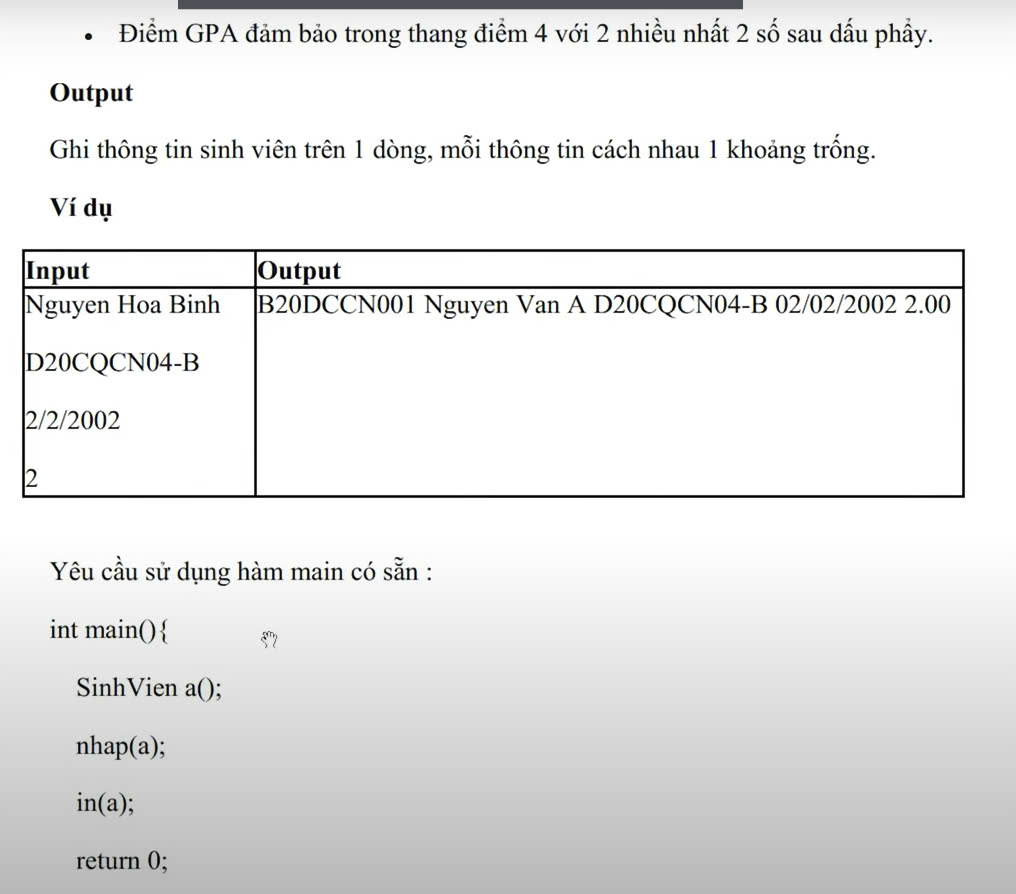 • Điểm GPA đảm bảo trong thang điểm 4 với 2 nhiều nhất 2 số sau dấu phẩy.
Output
Ghi thông tin sinh viên trên 1 dòng, mỗi thông tin cách nhau 1 khoảng trống.
Ví dụ
Input Output
Nguyen Hoa Binh B20DCCN001 Nguyen Van A D20CQCN04-B 02/02/2002 2.00
D20CQCN04-B
2/2/2002
2
Yêu cầu sử dụng hàm main có sẵn :
int main(){
SinhVien a();
nhap(a);
in(a);
return 0;